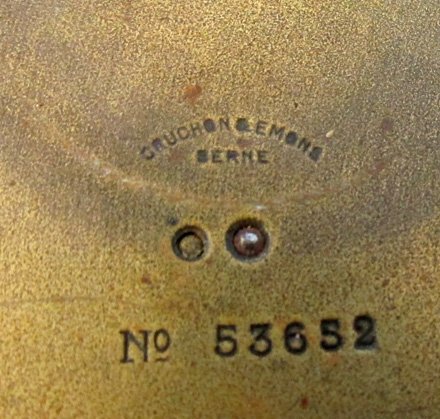 GRUCHON & EMONS
BERNE
Nº 53652